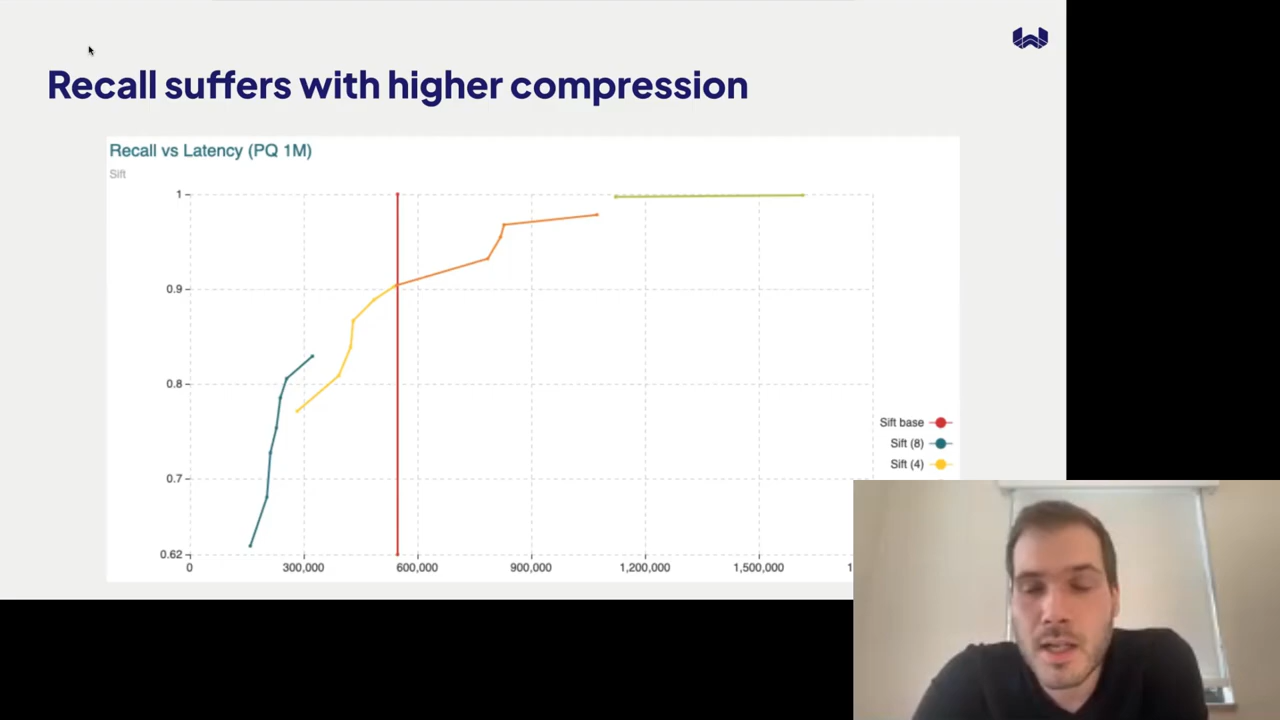 Recall suffers with higher compression
Recall vs Latency (PQ 1M)
Sift
1
0.9
0.8
0.7
0.62
0
300,000
600,000
900,000
1,200,000
1,500,000
Sift base
Sift (8)
Sift (4)